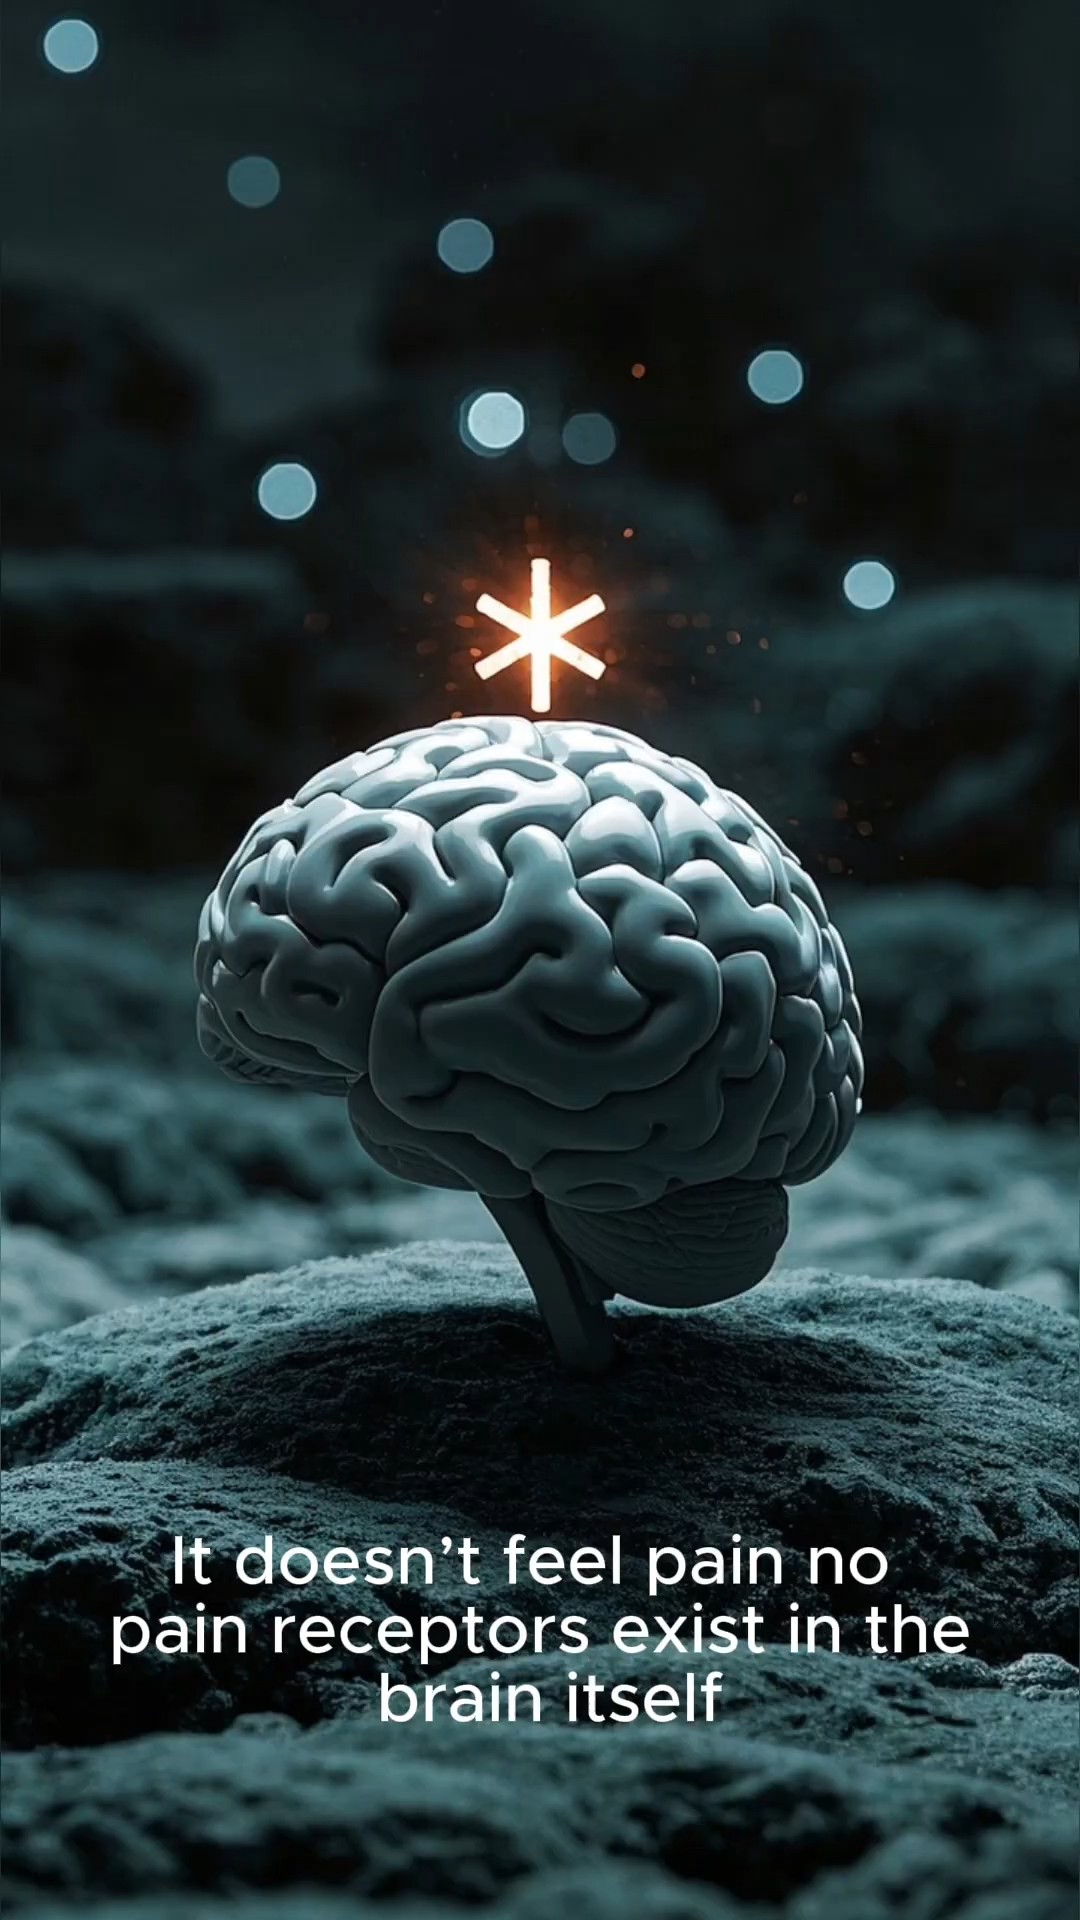 It doesn’t feel pain no
pain receptors exist in the
brain itself